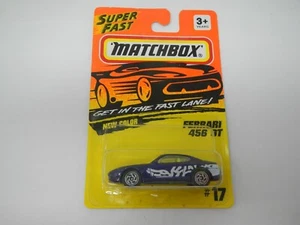 SUPER FAST
3+
MATCHBOX
GET IN THE FAST LANE!
NEW COLOR
FERRARI
456 GT
# 17